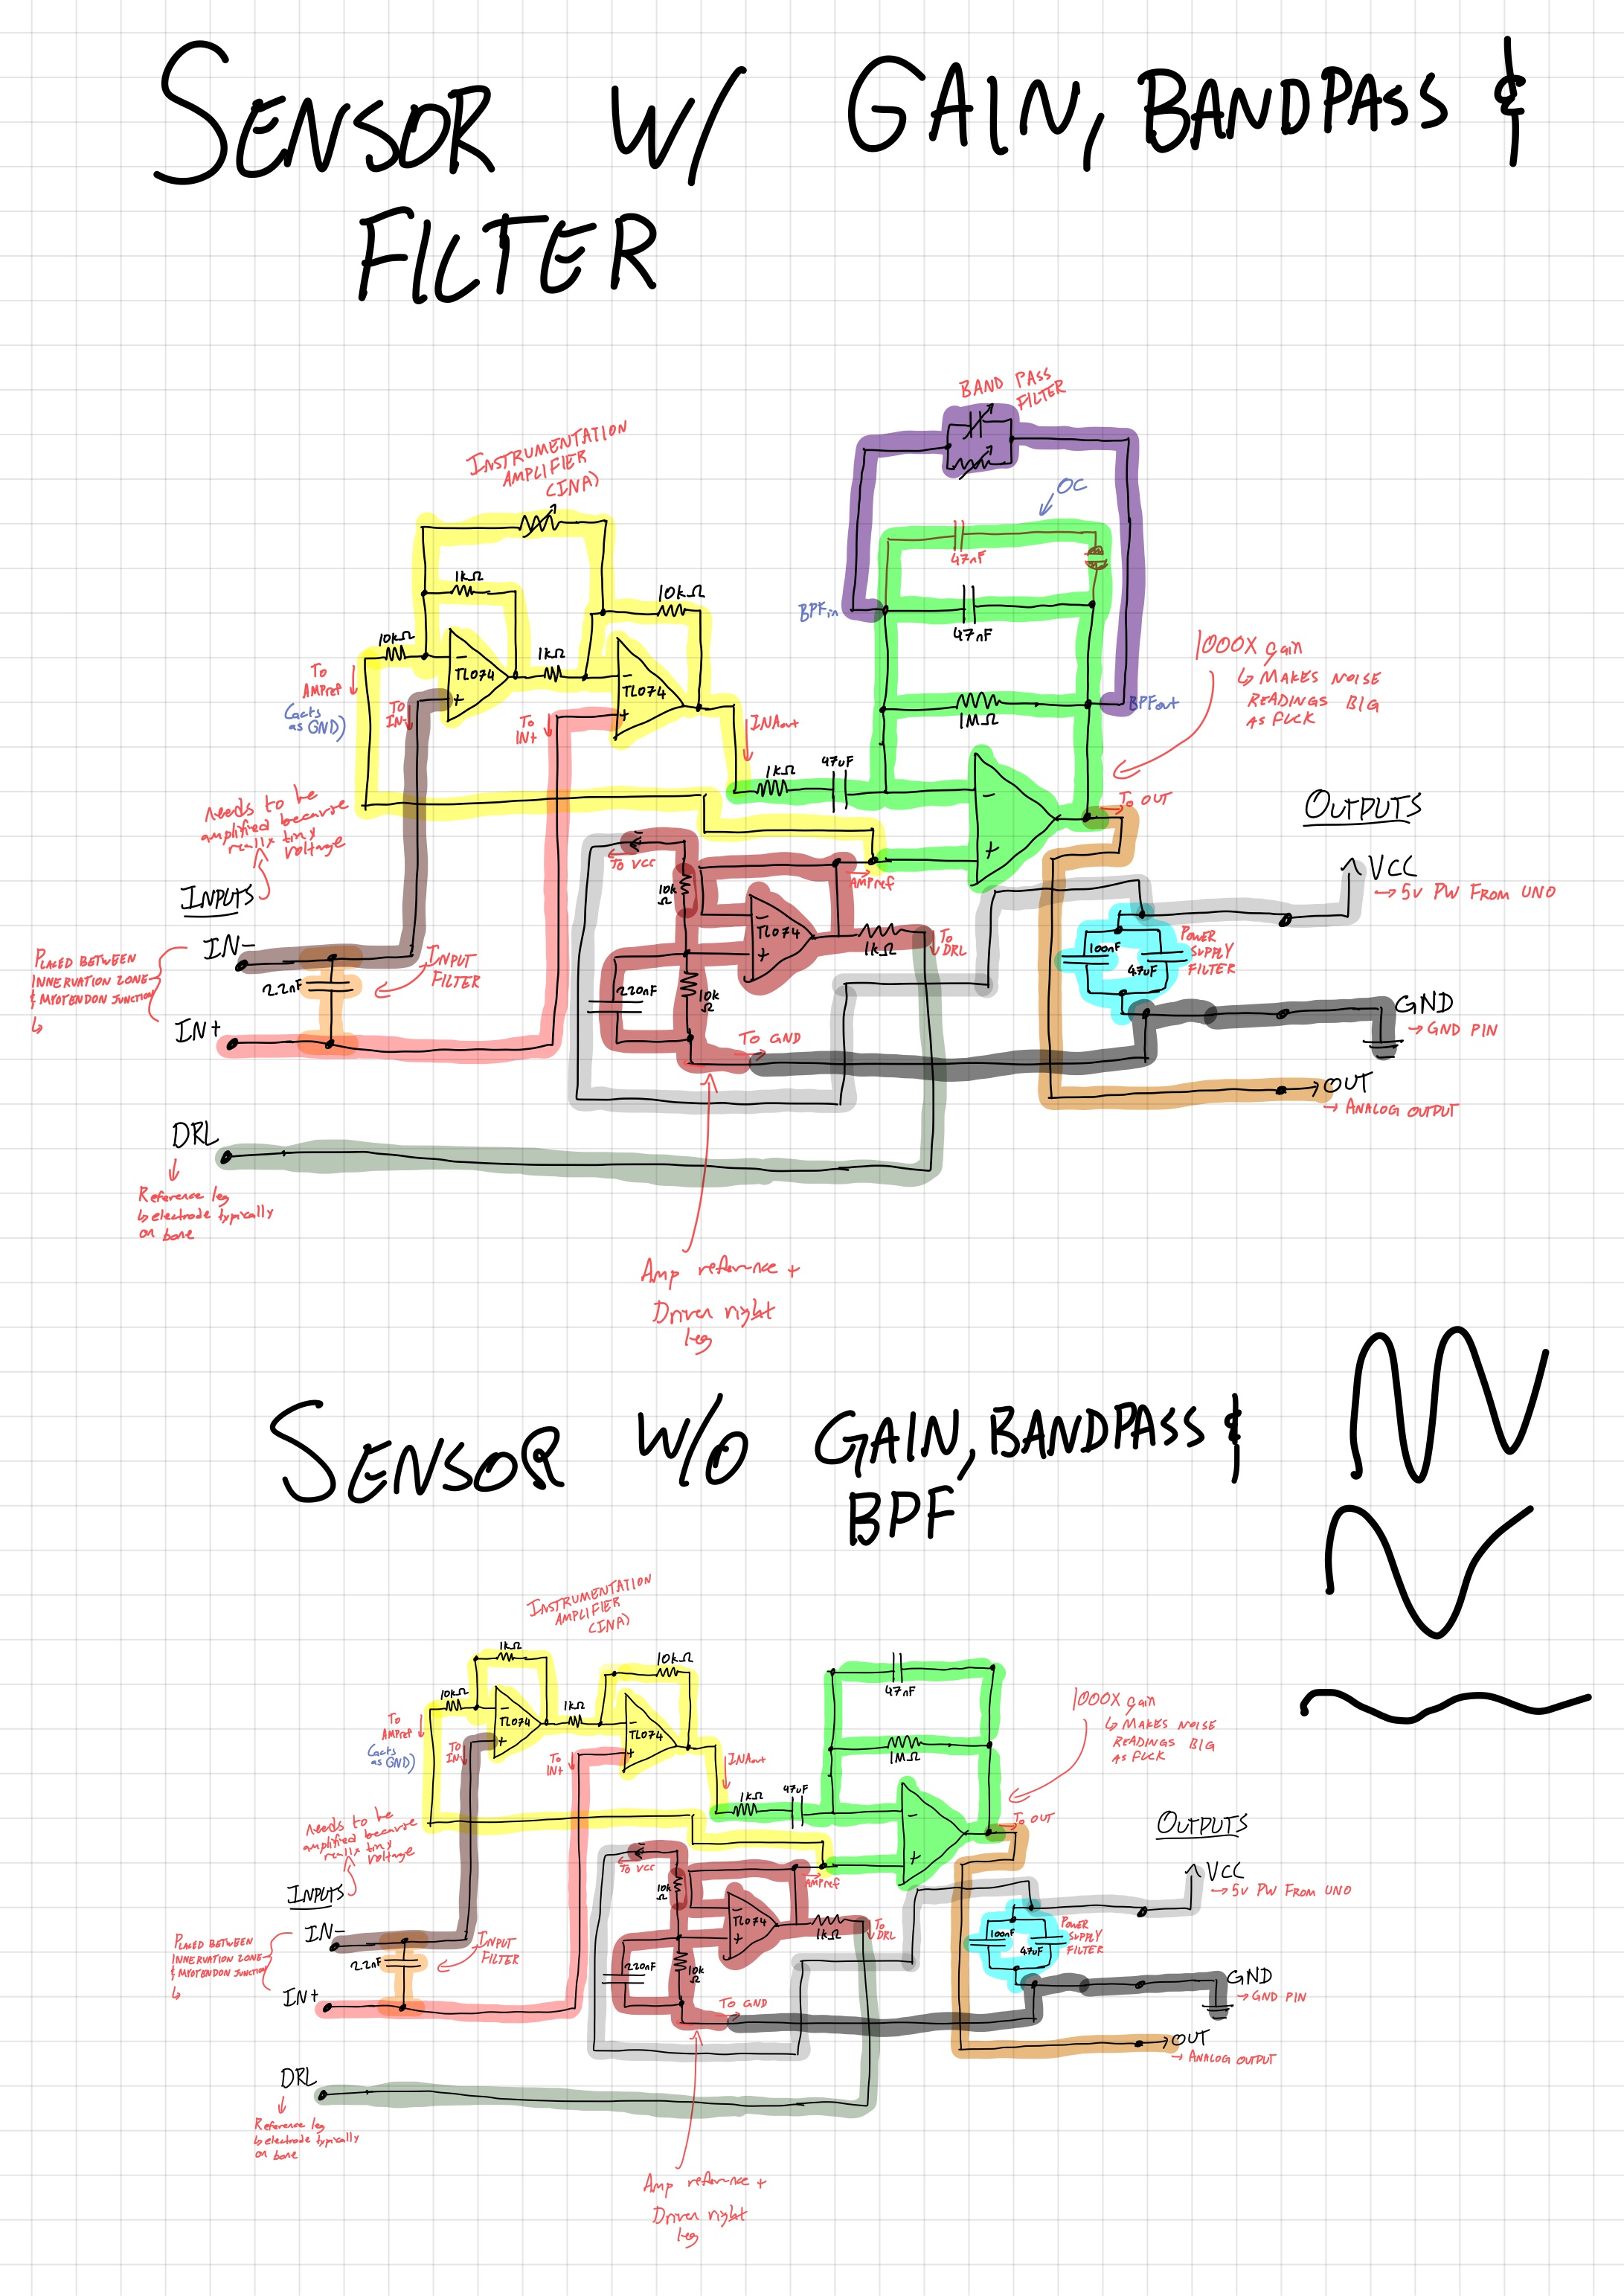 SENSOR W/ GAIN, BANDPASS &
FILTER
BAND PASS
FILTER
INSTRUMENTATION
AMPLIFIER
(INA)
OC
47nF
1kΩ
10kΩ
BPFin
47nF
10kΩ
1kΩ
TL074
TL074
To
AMPref
(acts
as GND)
To
IN-
To
IN+
INAout
1MΩ
BPFout
1000X gain
↳ MAKES NOISE
READINGS BIG
AS FUCK
1kΩ
47uF
To OUT
OUTPUTS
needs to be
amplified because
really tiny
voltage
INPUTS
To VCC
10k
Ω
AMPref
TL074
1kΩ
To
DRL
VCC
→ 5v PW FROM UNO
100nF
47uF
POWER
SUPPLY
FILTER
IN-
PLACED BETWEEN
INNERVATION ZONE
& MYOTENDON JUNCTION
↳
2.2nF
INPUT
FILTER
IN+
220nF
10k
Ω
To GND
GND
→ GND PIN
OUT
→ ANALOG OUTPUT
DRL
Reference leg
↳ electrode typically
on bone
Amp reference +
Driven right
leg
SENSOR W/O GAIN, BANDPASS &
BPF
INSTRUMENTATION
AMPLIFIER
(INA)
1kΩ
10kΩ
47nF
10kΩ
1kΩ
TL074
TL074
To
AMPref
(acts
as GND)
To
IN-
To
IN+
INAout
1MΩ
1000X gain
↳ MAKES NOISE
READINGS BIG
AS FUCK
1kΩ
47uF
To OUT
OUTPUTS
needs to be
amplified because
really tiny
voltage
INPUTS
To VCC
10k
Ω
AMPref
TL074
1kΩ
To
DRL
VCC
→ 5v PW FROM UNO
100nF
47uF
POWER
SUPPLY
FILTER
IN-
PLACED BETWEEN
INNERVATION ZONE
& MYOTENDON JUNCTION
↳
2.2nF
INPUT
FILTER
IN+
220nF
10k
Ω
To GND
GND
→ GND PIN
OUT
→ ANALOG OUTPUT
DRL
Reference leg
↳ electrode typically
on bone
Amp reference +
Driven right
leg